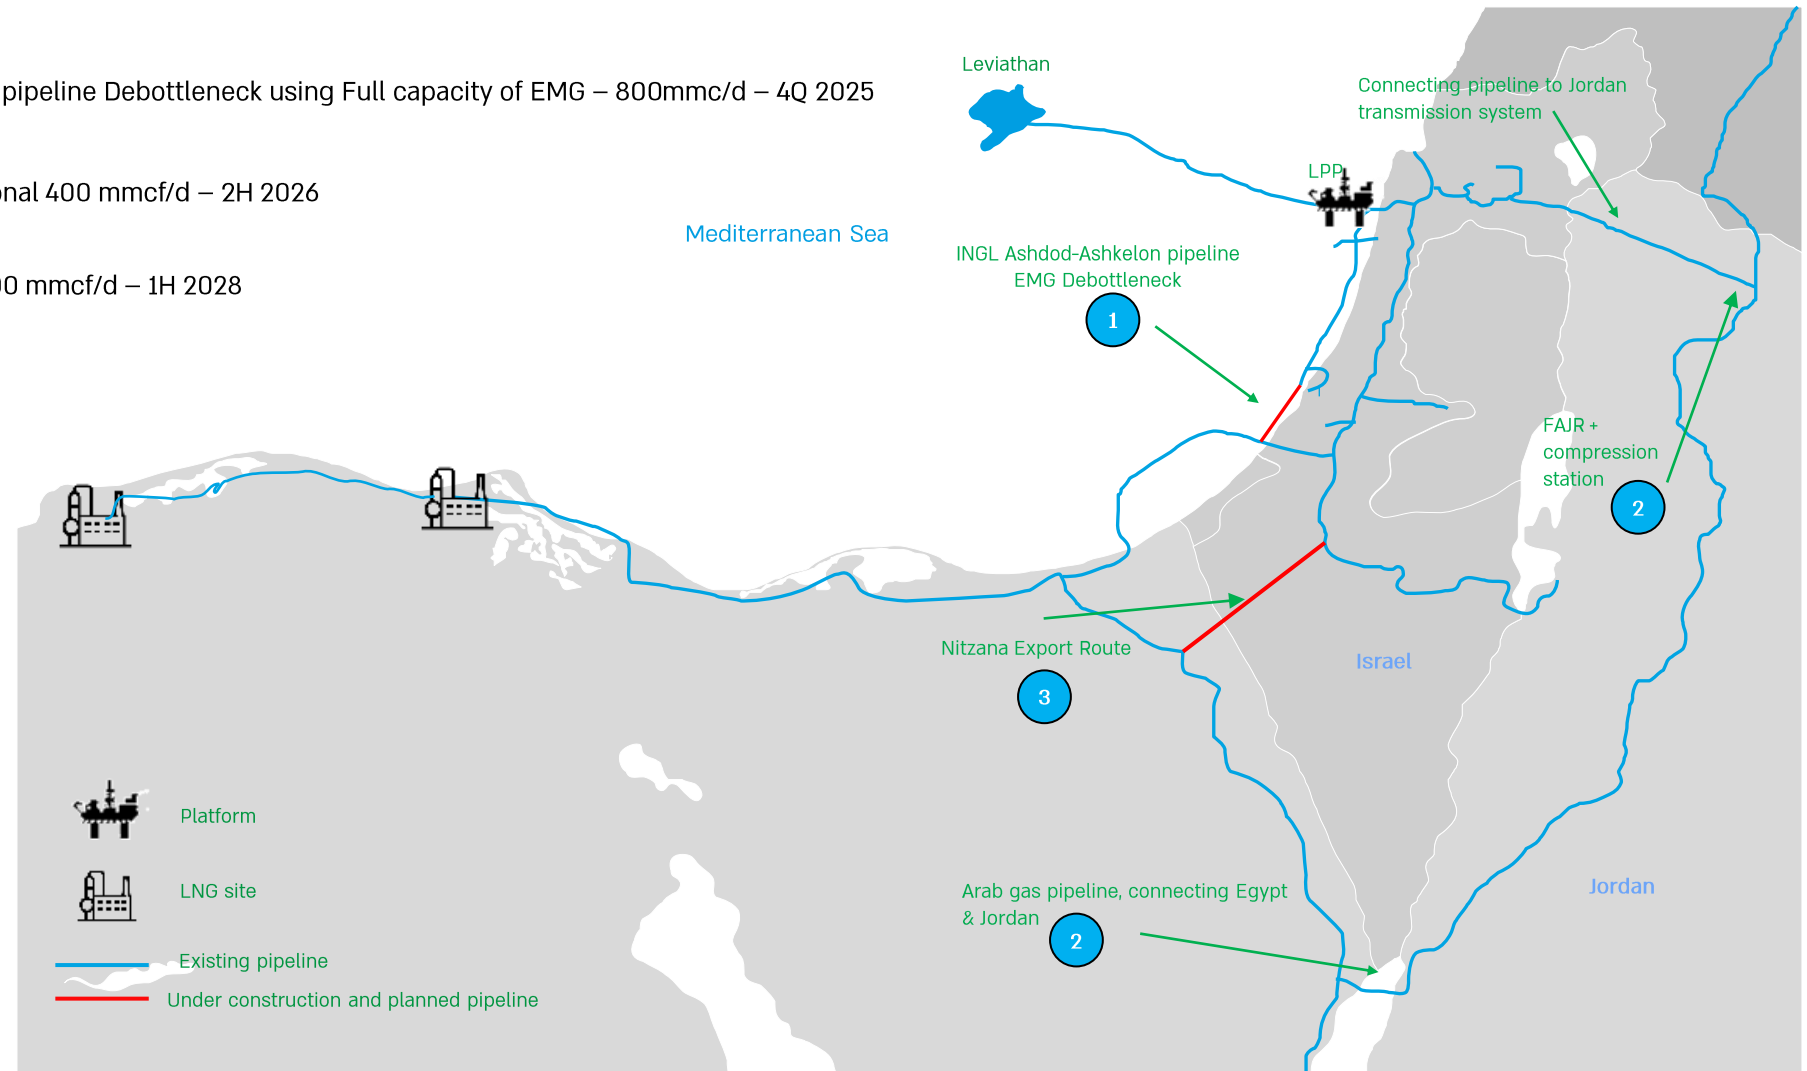 pipeline Debottleneck using Full capacity of EMG – 800mmc/d – 4Q 2025
onal 400 mmcf/d – 2H 2026
00 mmcf/d – 1H 2028
Leviathan
Connecting pipeline to Jordan
transmission system
LPP
Mediterranean Sea
INGL Ashdod-Ashkelon pipeline
EMG Debottleneck
1
FAJR +
compression
station
2
Nitzana Export Route
3
Israel
Jordan
Arab gas pipeline, connecting Egypt
& Jordan
2
Platform
LNG site
Existing pipeline
Under construction and planned pipeline